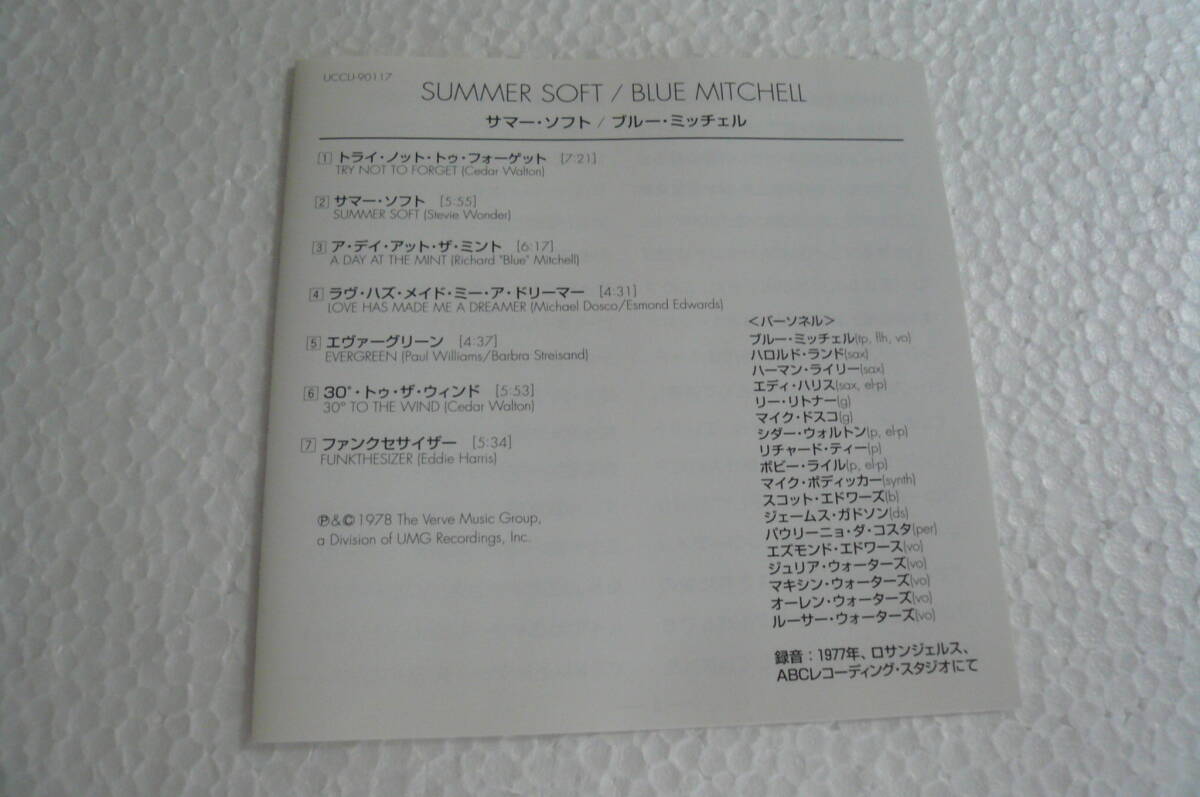 UCCU-90117
SUMMER SOFT / BLUE MITCHELL
サマー・ソフト / ブルー・ミッチェル
1 トライ・ノット・トゥ・フォーゲット [7:21]
TRY NOT TO FORGET (Cedar Walton)
2 サマー・ソフト [5:55]
SUMMER SOFT (Stevie Wonder)
3 ア・デイ・アット・ザ・ミント [6:17]
A DAY AT THE MINT (Richard "Blue" Mitchell)
4 ラヴ・ハズ・メイド・ミー・ア・ドリーマー [4:31]
LOVE HAS MADE ME A DREAMER (Michael Dosco/Esmond Edwards)
5 エヴァーグリーン [4:37]
EVERGREEN (Paul Williams/Barbra Streisand)
6 30°・トゥ・ザ・ウィンド [5:53]
30° TO THE WIND (Cedar Walton)
7 ファンクセサイザー [5:34]
FUNKTHESIZER (Eddie Harris)
℗&© 1978 The Verve Music Group,
a Division of UMG Recordings, Inc.
<パーソネル>
ブルー・ミッチェル(tp, flh, vo)
ハロルド・ランド(sax)
ハーマン・ライリー(sax)
エディ・ハリス(sax, el-p)
リー・リトナー(g)
マイク・ドスコ(g)
シダー・ウォルトン(p, el-p)
リチャード・ティー(p)
ボビー・ライル(p, el-p)
マイク・ボディッカー(synth)
スコット・エドワーズ(b)
ジェームス・ガドソン(ds)
パウリーニョ・ダ・コスタ(per)
エズモンド・エドワース(vo)
ジュリア・ウォーターズ(vo)
マキシン・ウォーターズ(vo)
オーレン・ウォーターズ(vo)
ルーサー・ウォーターズ(vo)
録音：1977年、ロサンジェルス、
ABCレコーディング・スタジオにて